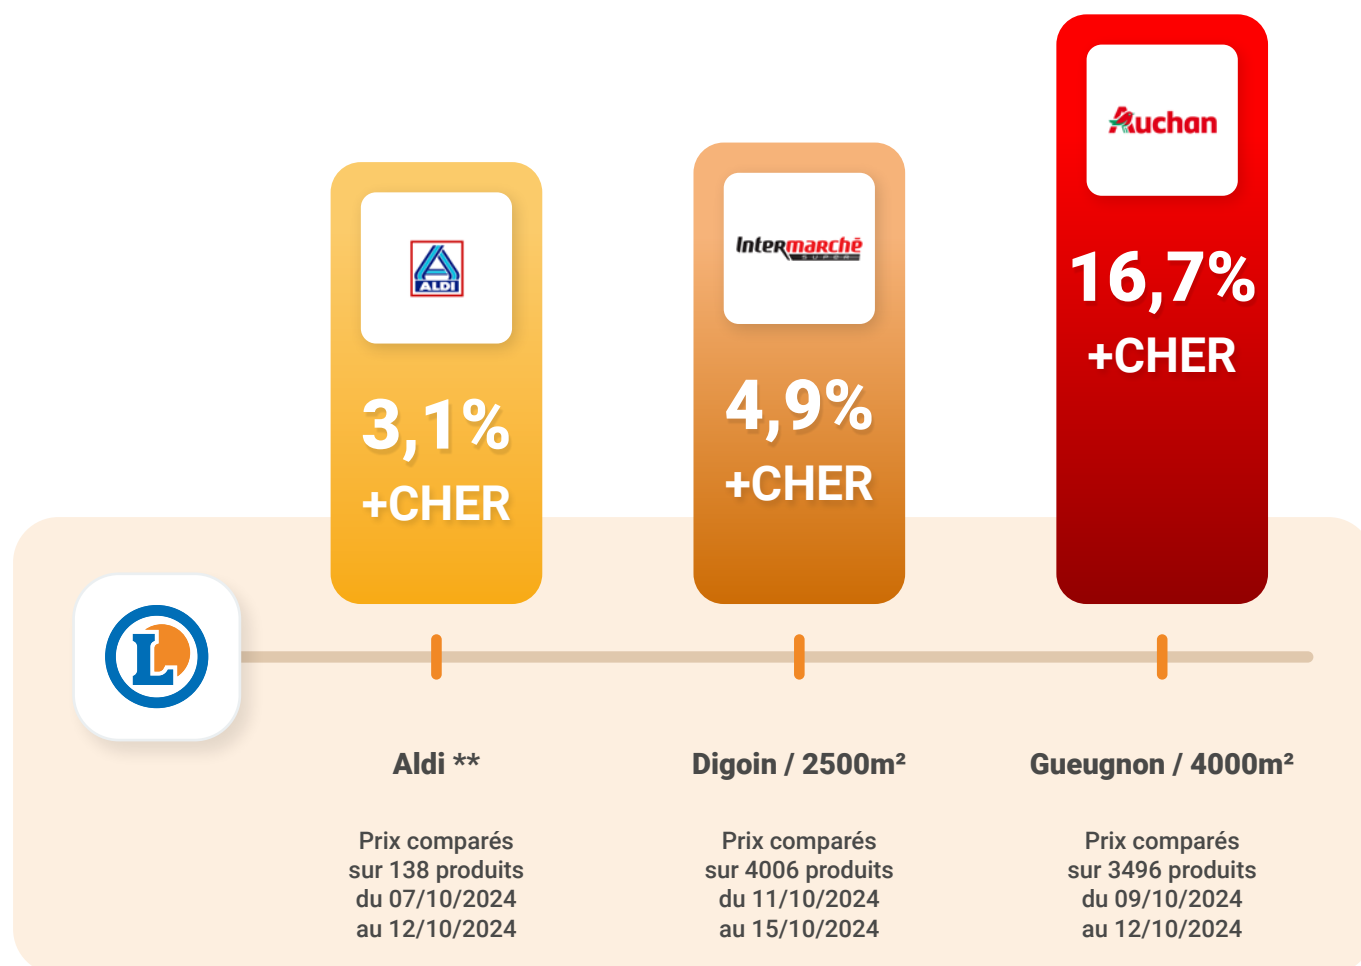 ALDI
3,1%
+CHER
Intermarchē
SUPER
4,9%
+CHER
Auchan
16,7%
+CHER
L
Aldi **
Prix comparés
sur 138 produits
du 07/10/2024
au 12/10/2024
Digoin / 2500m²
Prix comparés
sur 4006 produits
du 11/10/2024
au 15/10/2024
Gueugnon / 4000m²
Prix comparés
sur 3496 produits
du 09/10/2024
au 12/10/2024